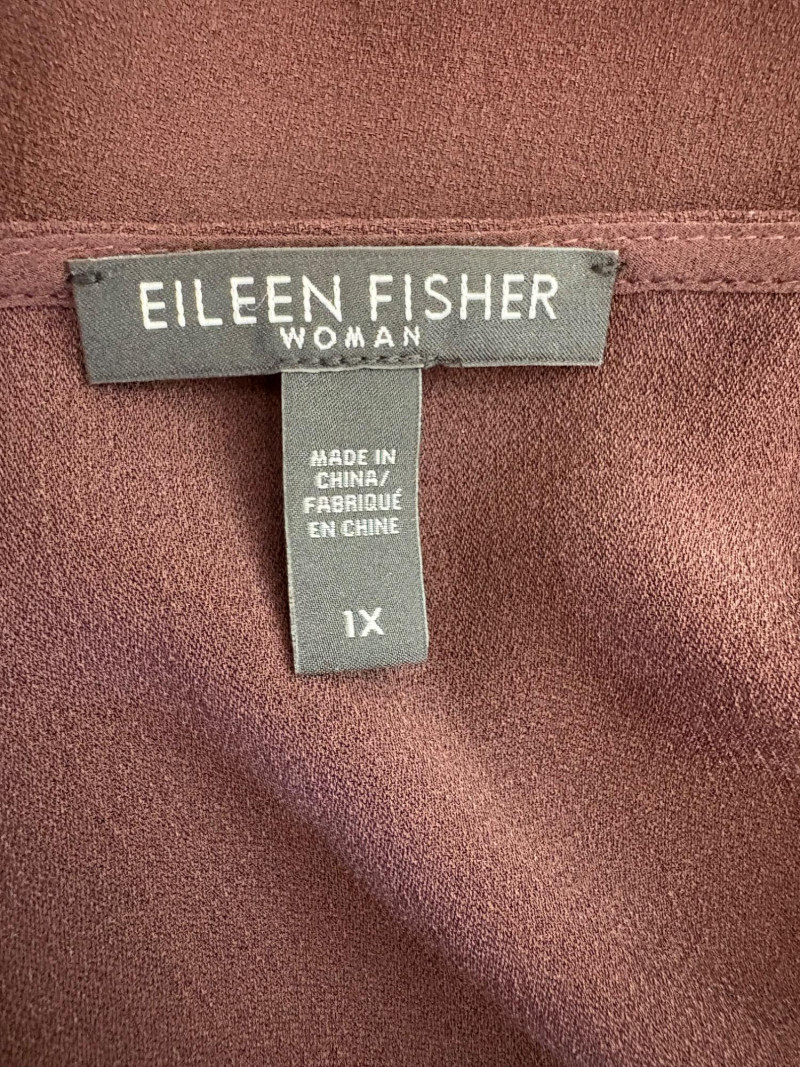 EILEEN FISHER
WOMAN
MADE IN
CHINA/
FABRIQUÉ
EN CHINE
1X